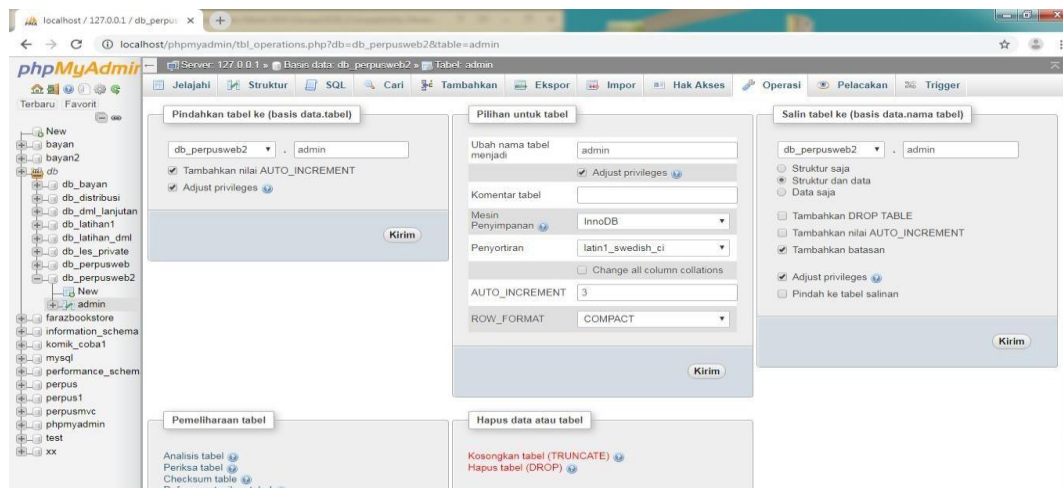 localhost / 127.0.0.1 / db_perpus
localhost/phpmyadmin/tbl_operations.php?db=db_perpusweb2&table=admin
phpMyAdmin
Terbaru Favorit
New
bayan
bayan2
db
db_bayan
db_distribusi
db_dml_lanjutan
db_latihan1
db_latihan_dml
db_les_private
db_perpusweb
db_perpusweb2
New
admin
farazbookstore
information_schema
komik_coba1
mysql
performance_schem
perpus
perpus1
perpusmvc
phpmyadmin
test
xx
Server: 127.0.0.1 » Basis data: db_perpusweb2 » Tabel: admin
Jelajahi Struktur SQL Cari Tambahkan Ekspor Impor Hak Akses Operasi Pelacakan Trigger
Pindahkan tabel ke (basis data.tabel)
db_perpusweb2 . admin
Tambahkan nilai AUTO_INCREMENT
Adjust privileges
Kirim
Pilihan untuk tabel
Ubah nama tabel menjadi admin
Adjust privileges
Komentar tabel
Mesin Penyimpanan InnoDB
Penyortiran latin1_swedish_ci
Change all column collations
AUTO_INCREMENT 3
ROW_FORMAT COMPACT
Kirim
Salin tabel ke (basis data.nama tabel)
db_perpusweb2 . admin
Struktur saja
Struktur dan data
Data saja
Tambahkan DROP TABLE
Tambahkan nilai AUTO_INCREMENT
Tambahkan batasan
Adjust privileges
Pindah ke tabel salinan
Kirim
Pemeliharaan tabel
Analisis tabel
Periksa tabel
Checksum table
Hapus data atau tabel
Kosongkan tabel (TRUNCATE)
Hapus tabel (DROP)